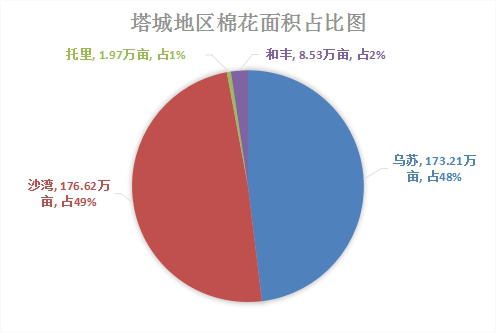 塔城地区棉花面积占比图
托里, 1.97万亩, 占1%
和丰, 8.53万亩, 占2%
乌苏, 173.21万
亩, 占48%
沙湾, 176.62万
亩, 占49%